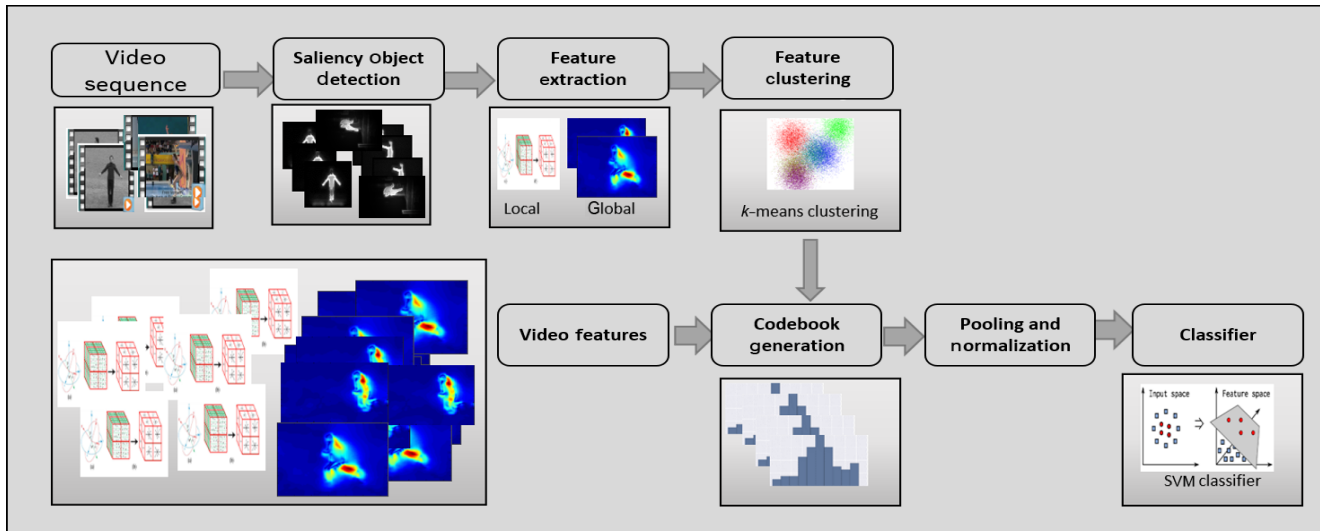 Video
sequence
Saliency Object
detection
Feature
extraction
Feature
clustering
Local
Global
k-means clustering
Video features
Codebook
generation
Pooling and
normalization
Classifier
Input space
Feature space
SVM classifier